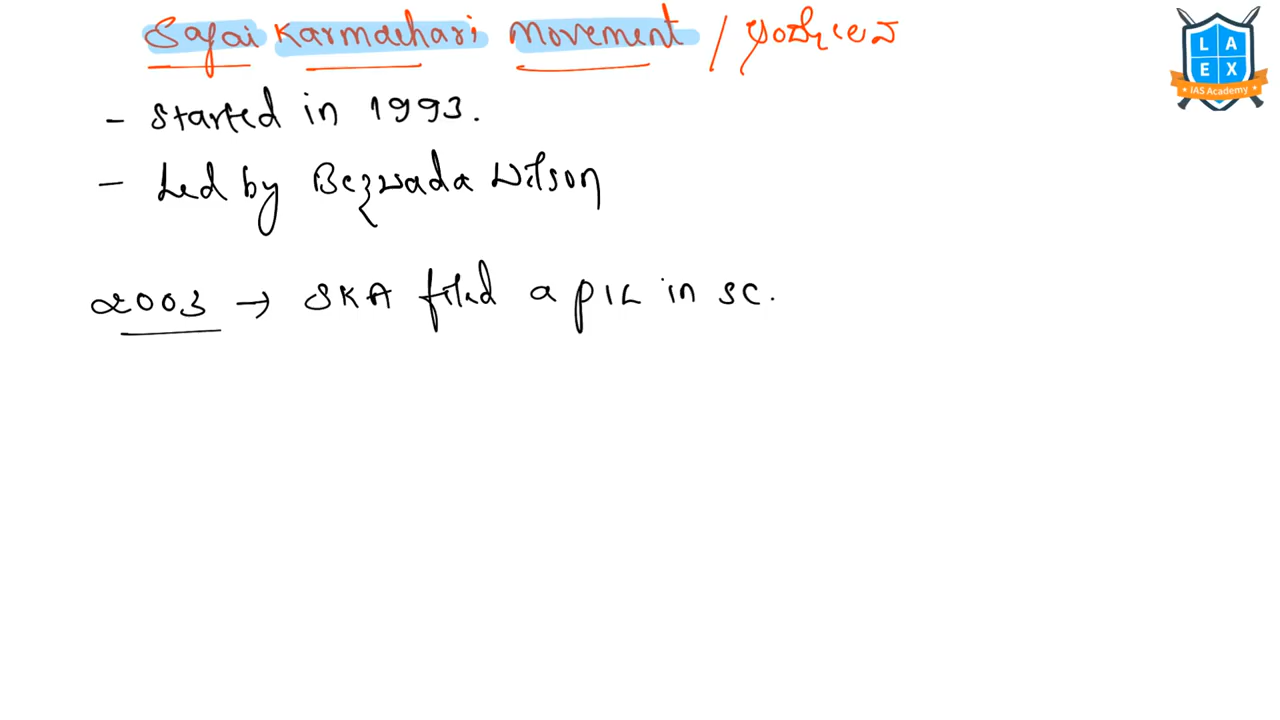 Safai Karmachari Movement /
- Started in 1993.
- Led by Bezwada Wilson
2003 → SKA filed a PIL in SC.
L A
E X
IAS Academy